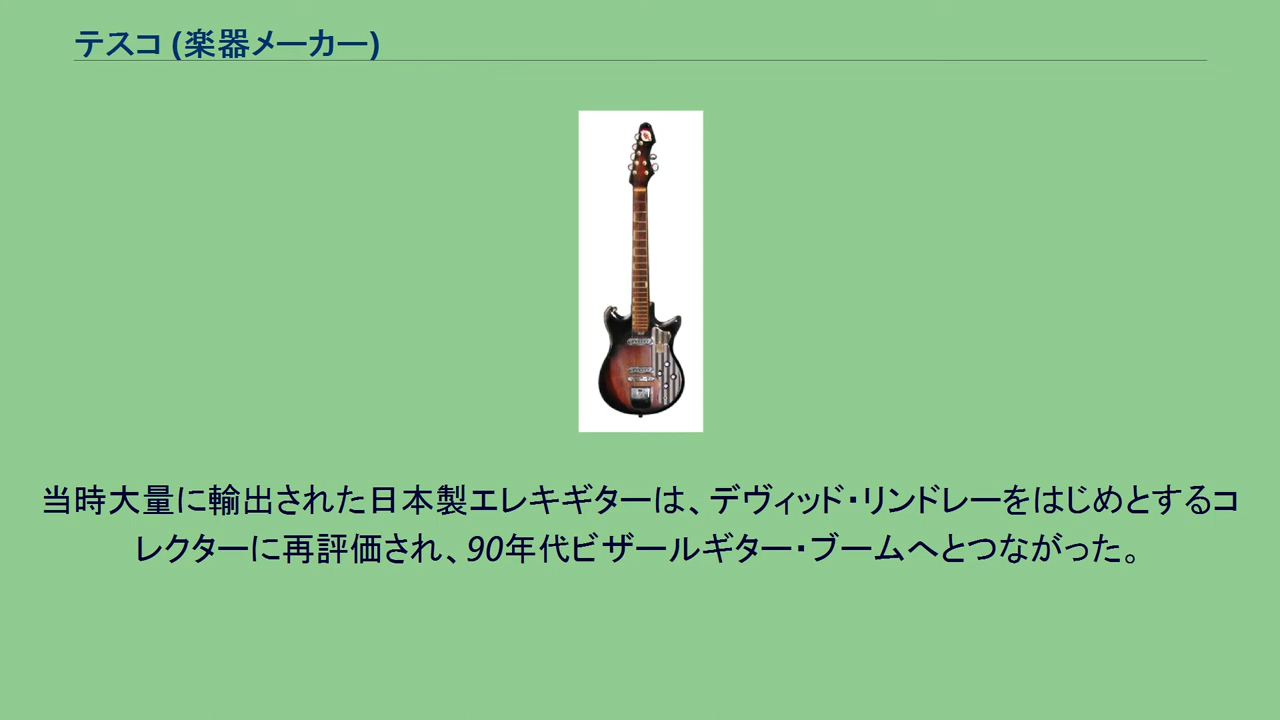 テスコ (楽器メーカー)
当時大量に輸出された日本製エレキギターは、デヴィッド・リンドレーをはじめとするコ
レクターに再評価され、90年代ビザールギター・ブームへとつながった。